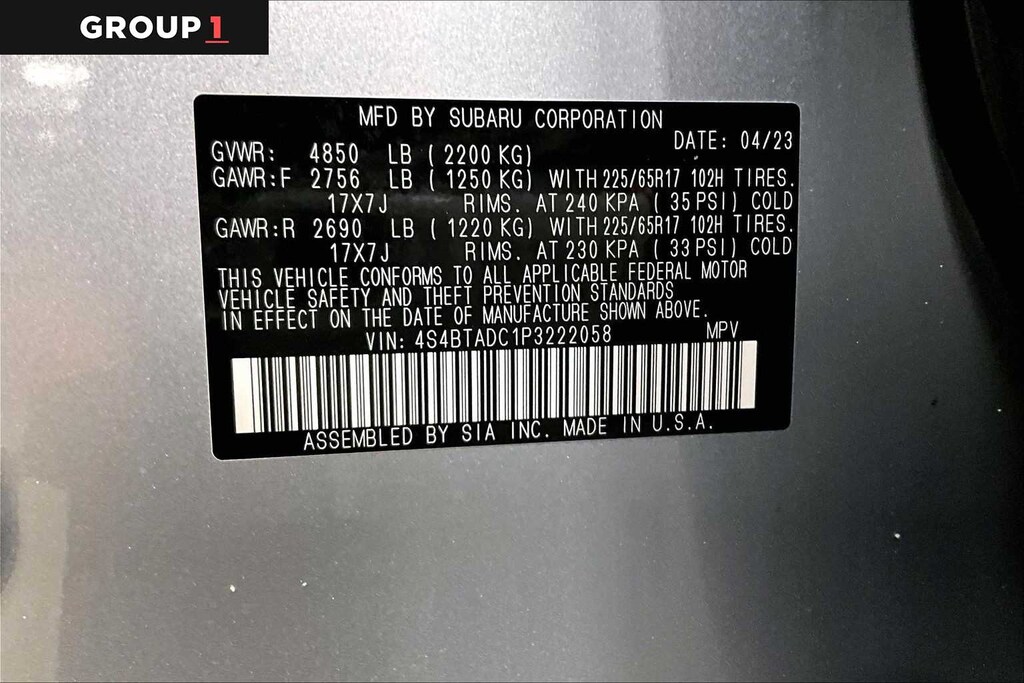 GROUP 1
MFD BY SUBARU CORPORATION
DATE: 04/23
GVWR: 4850 LB ( 2200 KG)
GAWR:F 2756 LB ( 1250 KG) WITH 225/65R17 102H TIRES.
17X7J RIMS. AT 240 KPA ( 35 PSI) COLD
GAWR:R 2690 LB ( 1220 KG) WITH 225/65R17 102H TIRES.
17X7J RIMS. AT 230 KPA ( 33 PSI) COLD
THIS VEHICLE CONFORMS TO ALL APPLICABLE FEDERAL MOTOR
VEHICLE SAFETY AND THEFT PREVENTION STANDARDS
IN EFFECT ON THE DATE OF MANUFACTURE SHOWN ABOVE.
VIN: 4S4BTADC1P3222058 MPV
ASSEMBLED BY SIA INC. MADE IN U.S.A.